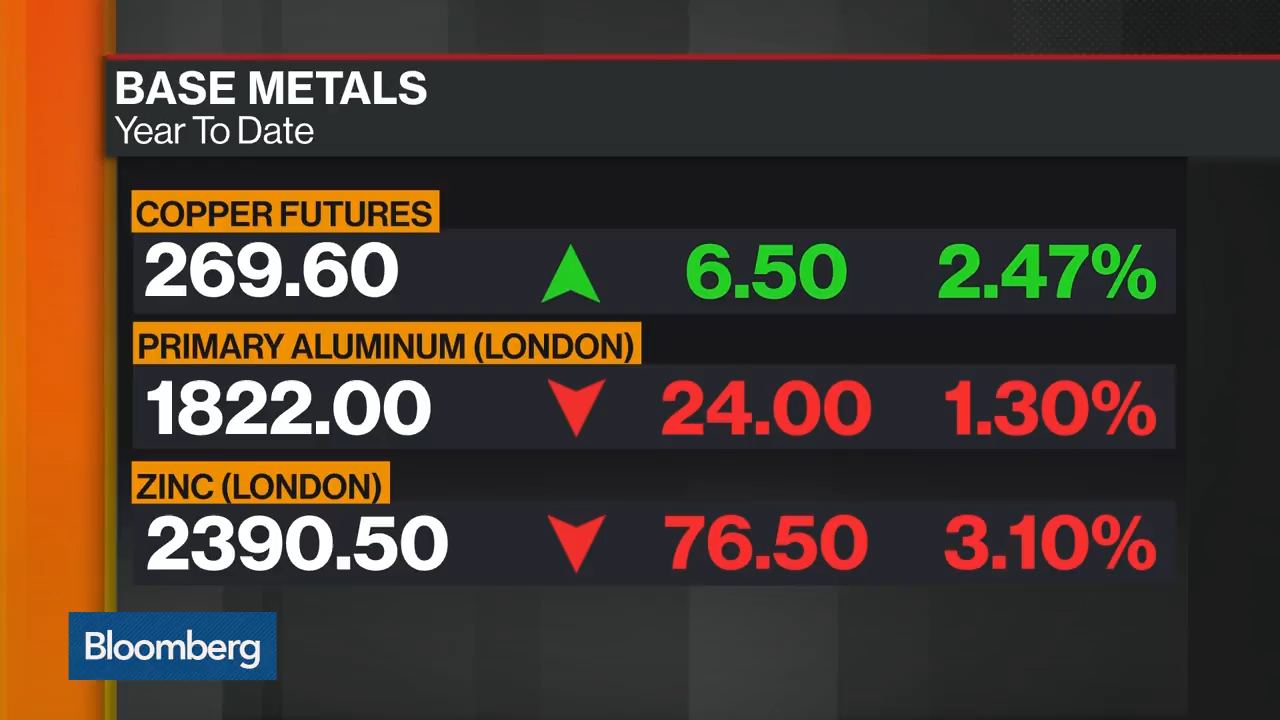 BASE METALS
Year To Date
COPPER FUTURES
269.60 ▲ 6.50 2.47%
PRIMARY ALUMINUM (LONDON)
1822.00 ▼ 24.00 1.30%
ZINC (LONDON)
2390.50 ▼ 76.50 3.10%
Bloomberg